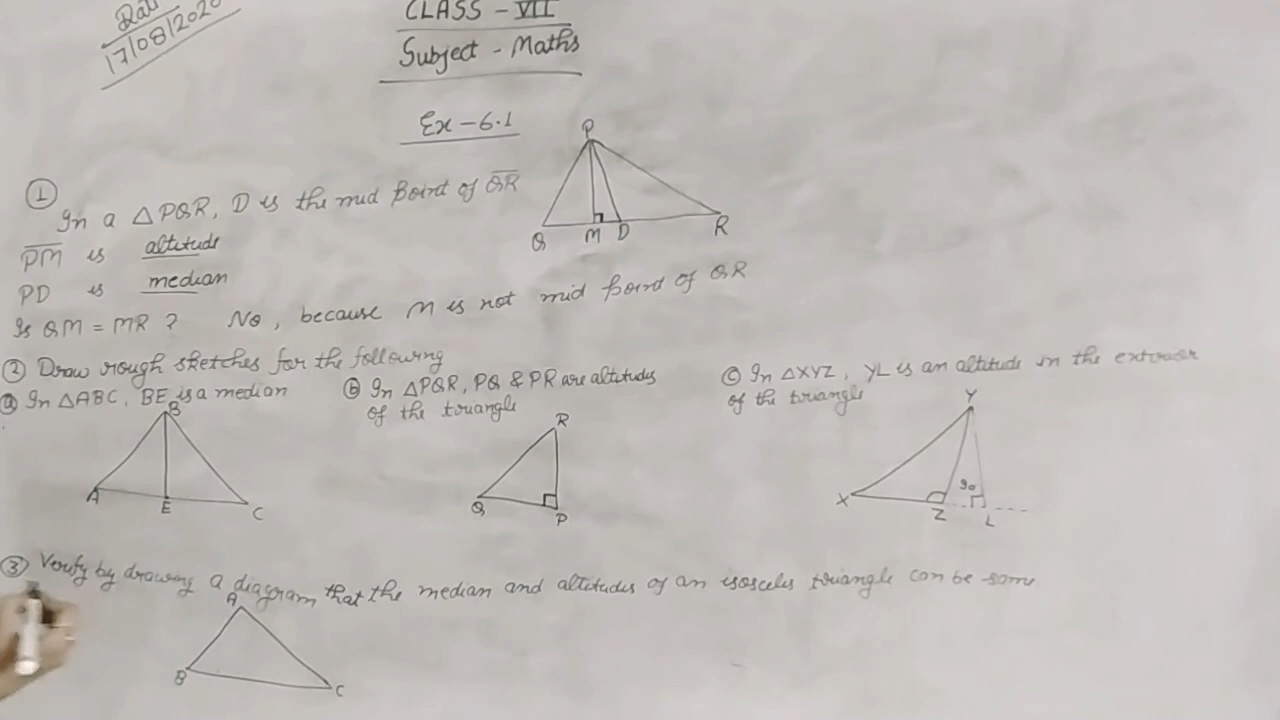 17/08/2020
CLASS - VII
Subject - Maths
Ex - 6.1
①
In a △PQR, D is the mid point of QR
PM is altitude
PD is median
Is QM = MR ? No, because M is not mid point of QR
P
Q M D R
② Draw rough sketches for the following
ⓐ In △ABC, BE is a median
B
A E C
ⓑ In △PQR, PQ & PR are altitudes
of the triangle
R
Q P
ⓒ In △XYZ, YL is an altitude in the exterior
of the triangle
Y
X Z 90 L
③ Verify by drawing a diagram that the median and altitudes of an isosceles triangle can be same
A
B C